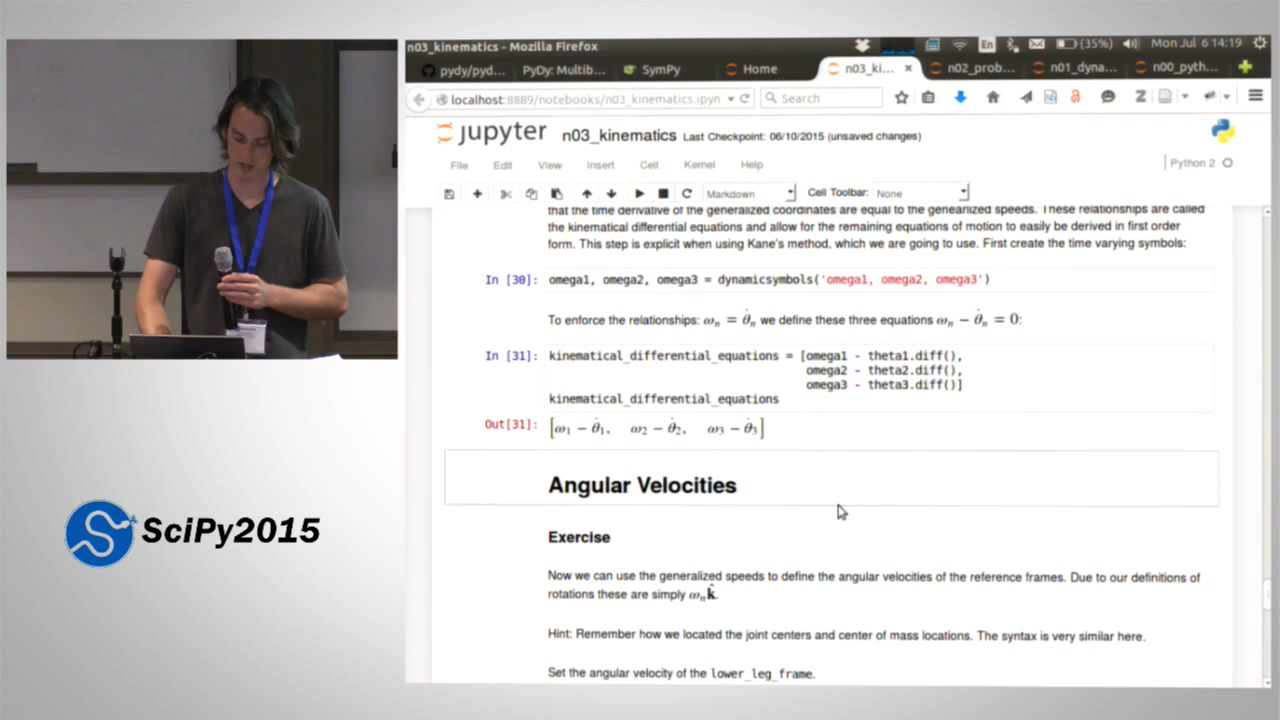 n03_kinematics - Mozilla Firefox
En
(35%)
Mon Jul 6 14:19
pydy/pyd...
PyDy: Multib...
SymPy
Home
n03_ki...
×
n02_prob...
n01_dyna...
n00_pyth...
localhost:8889/notebooks/n03_kinematics.ipyn
Search
jupyter n03_kinematics Last Checkpoint: 06/10/2015 (unsaved changes)
File Edit View Insert Cell Kernel Help
Python 2
Markdown
Cell Toolbar: None
that the time derivative of the generalized coordinates are equal to the genearlized speeds. These relationships are called
the kinematical differential equations and allow for the remaining equations of motion to easily be derived in first order
form. This step is explicit when using Kane's method, which we are going to use. First create the time varying symbols:
In [30]: omega1, omega2, omega3 = dynamicsymbols('omega1, omega2, omega3')
To enforce the relationships: ωₙ = θ̇ₙ we define these three equations ωₙ − θ̇ₙ = 0:
In [31]: kinematical_differential_equations = [omega1 - theta1.diff(),
omega2 - theta2.diff(),
omega3 - theta3.diff()]
kinematical_differential_equations
Out[31]: [ω₁ − θ̇₁, ω₂ − θ̇₂, ω₃ − θ̇₃]
Angular Velocities
Exercise
Now we can use the generalized speeds to define the angular velocities of the reference frames. Due to our definitions of
rotations these are simply ωₙk̂.
Hint: Remember how we located the joint centers and center of mass locations. The syntax is very similar here.
Set the angular velocity of the lower_leg_frame.
SciPy2015